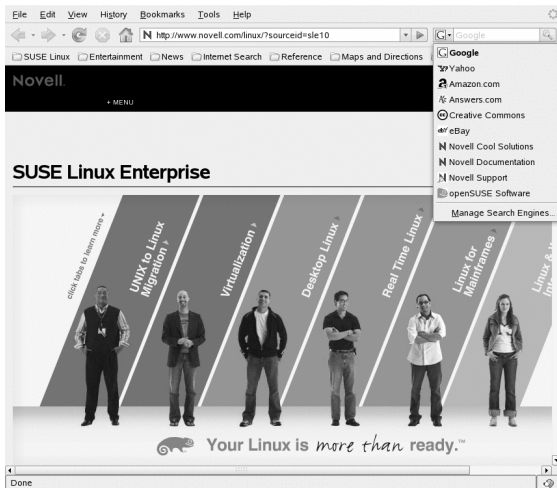 File Edit View History Bookmarks Tools Help
N http://www.novell.com/linux/?sourceid=sle10
G Google
SUSE Linux Entertainment News Internet Search Reference Maps and Directions
Google
Yahoo
Amazon.com
Answers.com
Creative Commons
eBay
Novell Cool Solutions
Novell Documentation
Novell Support
openSUSE Software
Manage Search Engines...
Novell.
+ MENU
SUSE Linux Enterprise
click tabs to learn more
UNIX to Linux
Migration
Virtualization
Desktop Linux
Real Time Linux
Linux for
Mainframes
Linux &
Your Linux is more than ready.™
Done